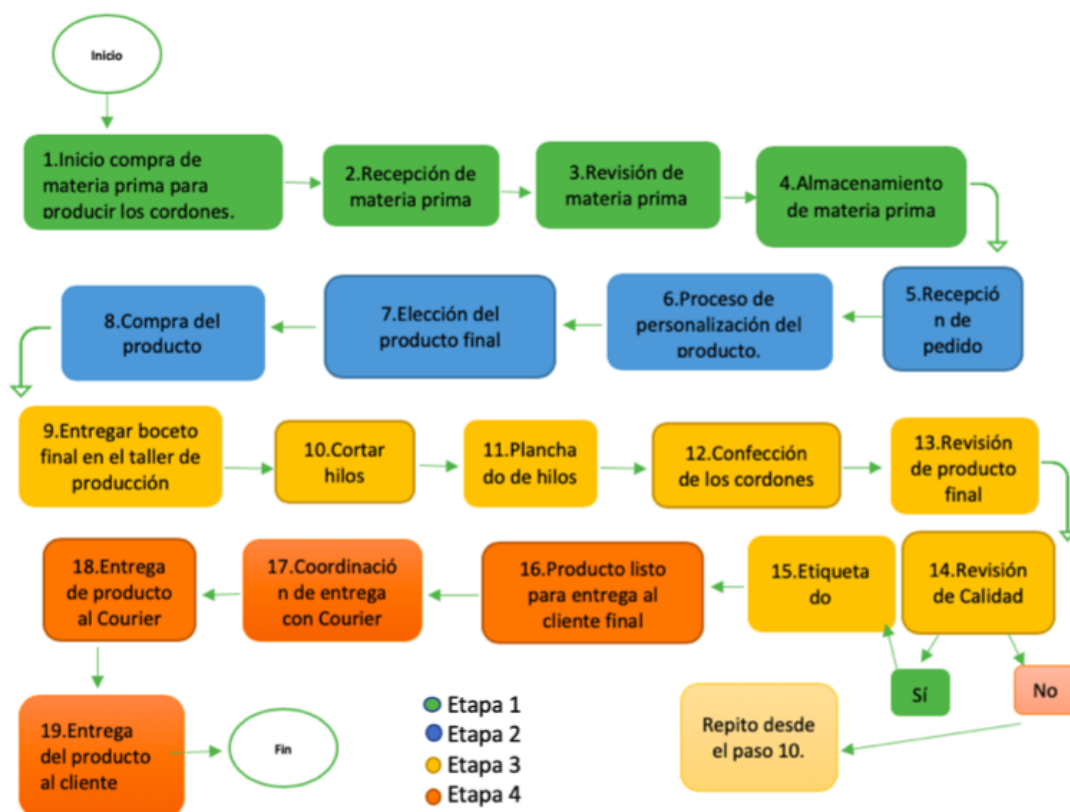 Inicio
1.Inicio compra de
materia prima para
producir los cordones.
2.Recepción de
materia prima
3.Revisión de
materia prima
4.Almacenamiento
de materia prima
5.Recepció
n de
pedido
6.Proceso de
personalización del
producto.
7.Elección del
producto final
8.Compra del
producto
9.Entregar boceto
final en el taller de
producción
10.Cortar
hilos
11.Plancha
do de hilos
12.Confección
de los cordones
13.Revisión
de producto
final
14.Revisión
de Calidad
15.Etiqueta
do
16.Producto listo
para entrega al
cliente final
17.Coordinació
n de entrega
con Courier
18.Entrega
de producto
al Courier
Sí
No
Repito desde
el paso 10.
19.Entrega
del producto
al cliente
Fin
Etapa 1
Etapa 2
Etapa 3
Etapa 4